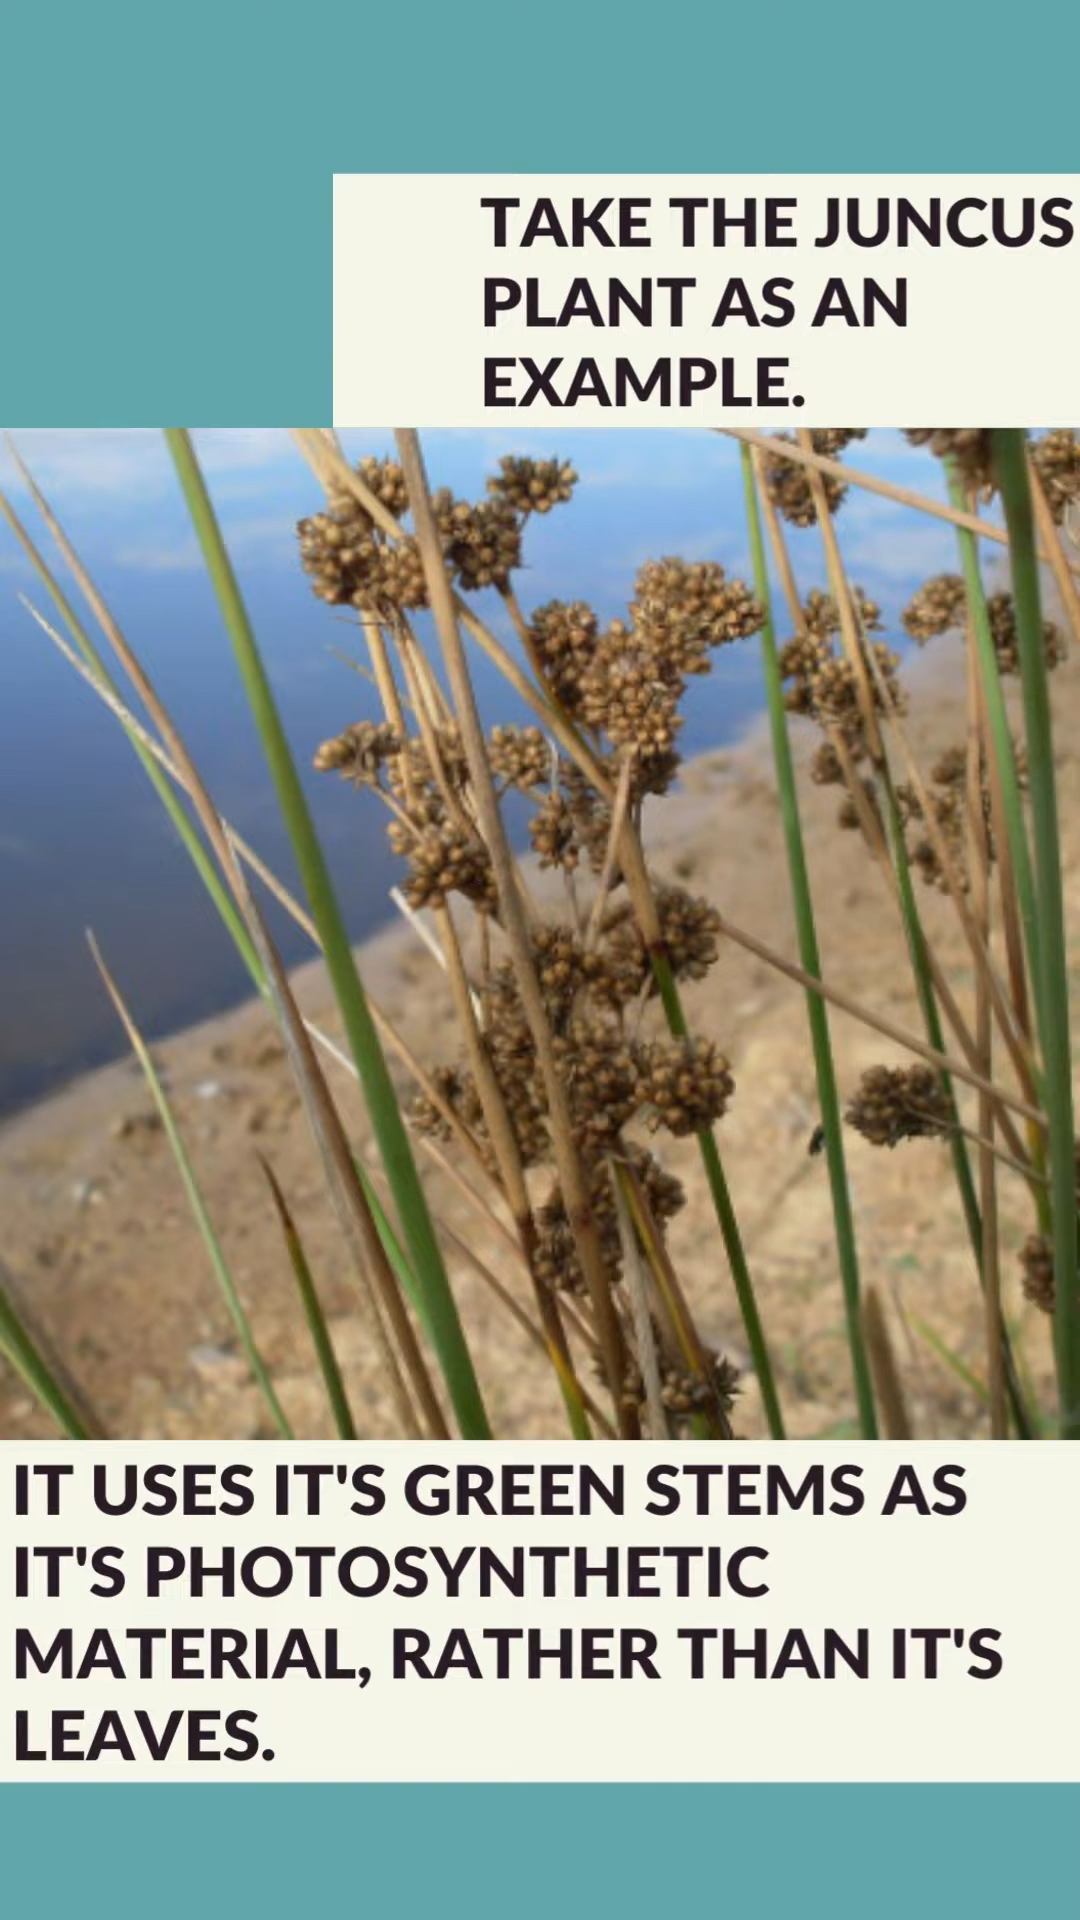 TAKE THE JUNCUS
PLANT AS AN
EXAMPLE.
IT USES IT'S GREEN STEMS AS
IT'S PHOTOSYNTHETIC
MATERIAL, RATHER THAN IT'S
LEAVES.